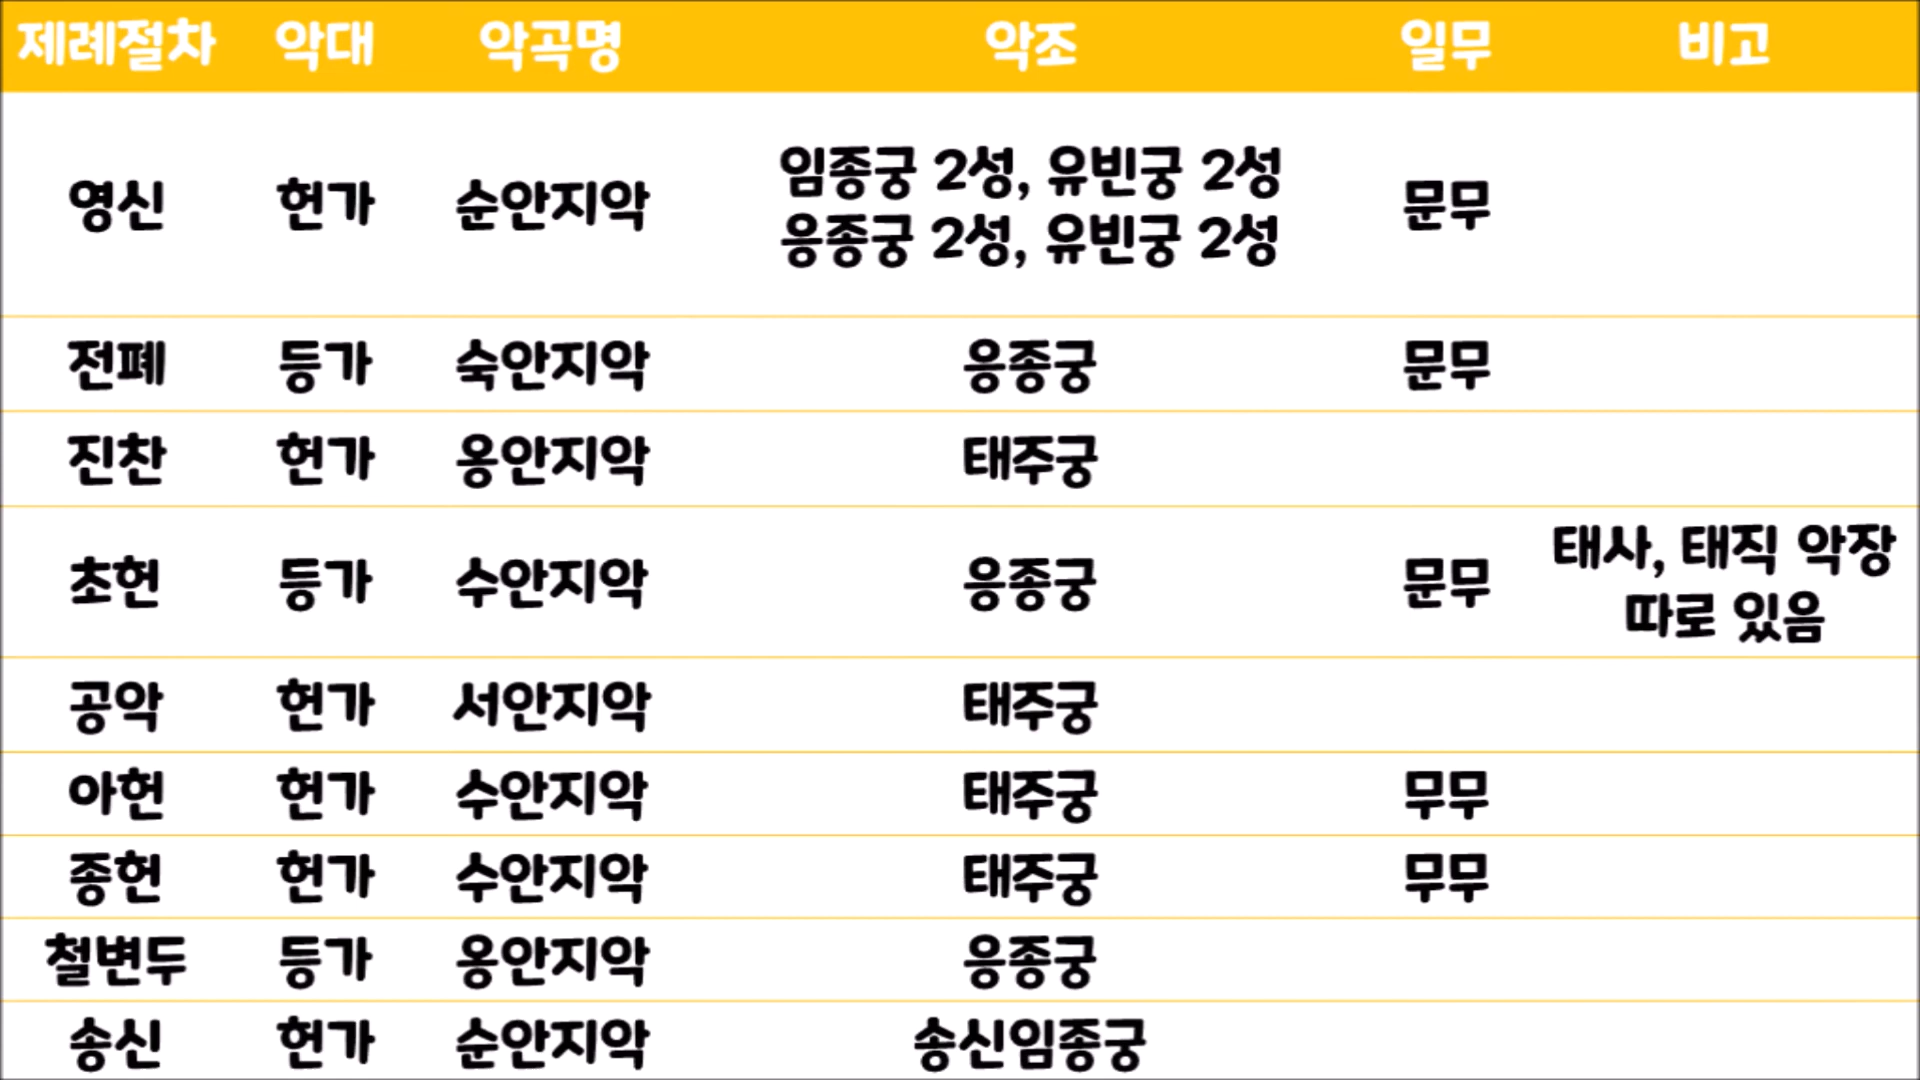 제례절차 악대 악곡명 악조 일무 비고
영신 헌가 순안지악 임종궁 2성, 유빈궁 2성 문무
응종궁 2성, 유빈궁 2성
전폐 등가 숙안지악 응종궁 문무
진찬 헌가 옹안지악 태주궁
초헌 등가 수안지악 응종궁 문무 태사, 태직 악장
따로 있음
공악 헌가 서안지악 태주궁
아헌 헌가 수안지악 태주궁 무무
종헌 헌가 수안지악 태주궁 무무
철변두 등가 옹안지악 응종궁
송신 헌가 순안지악 송신임종궁